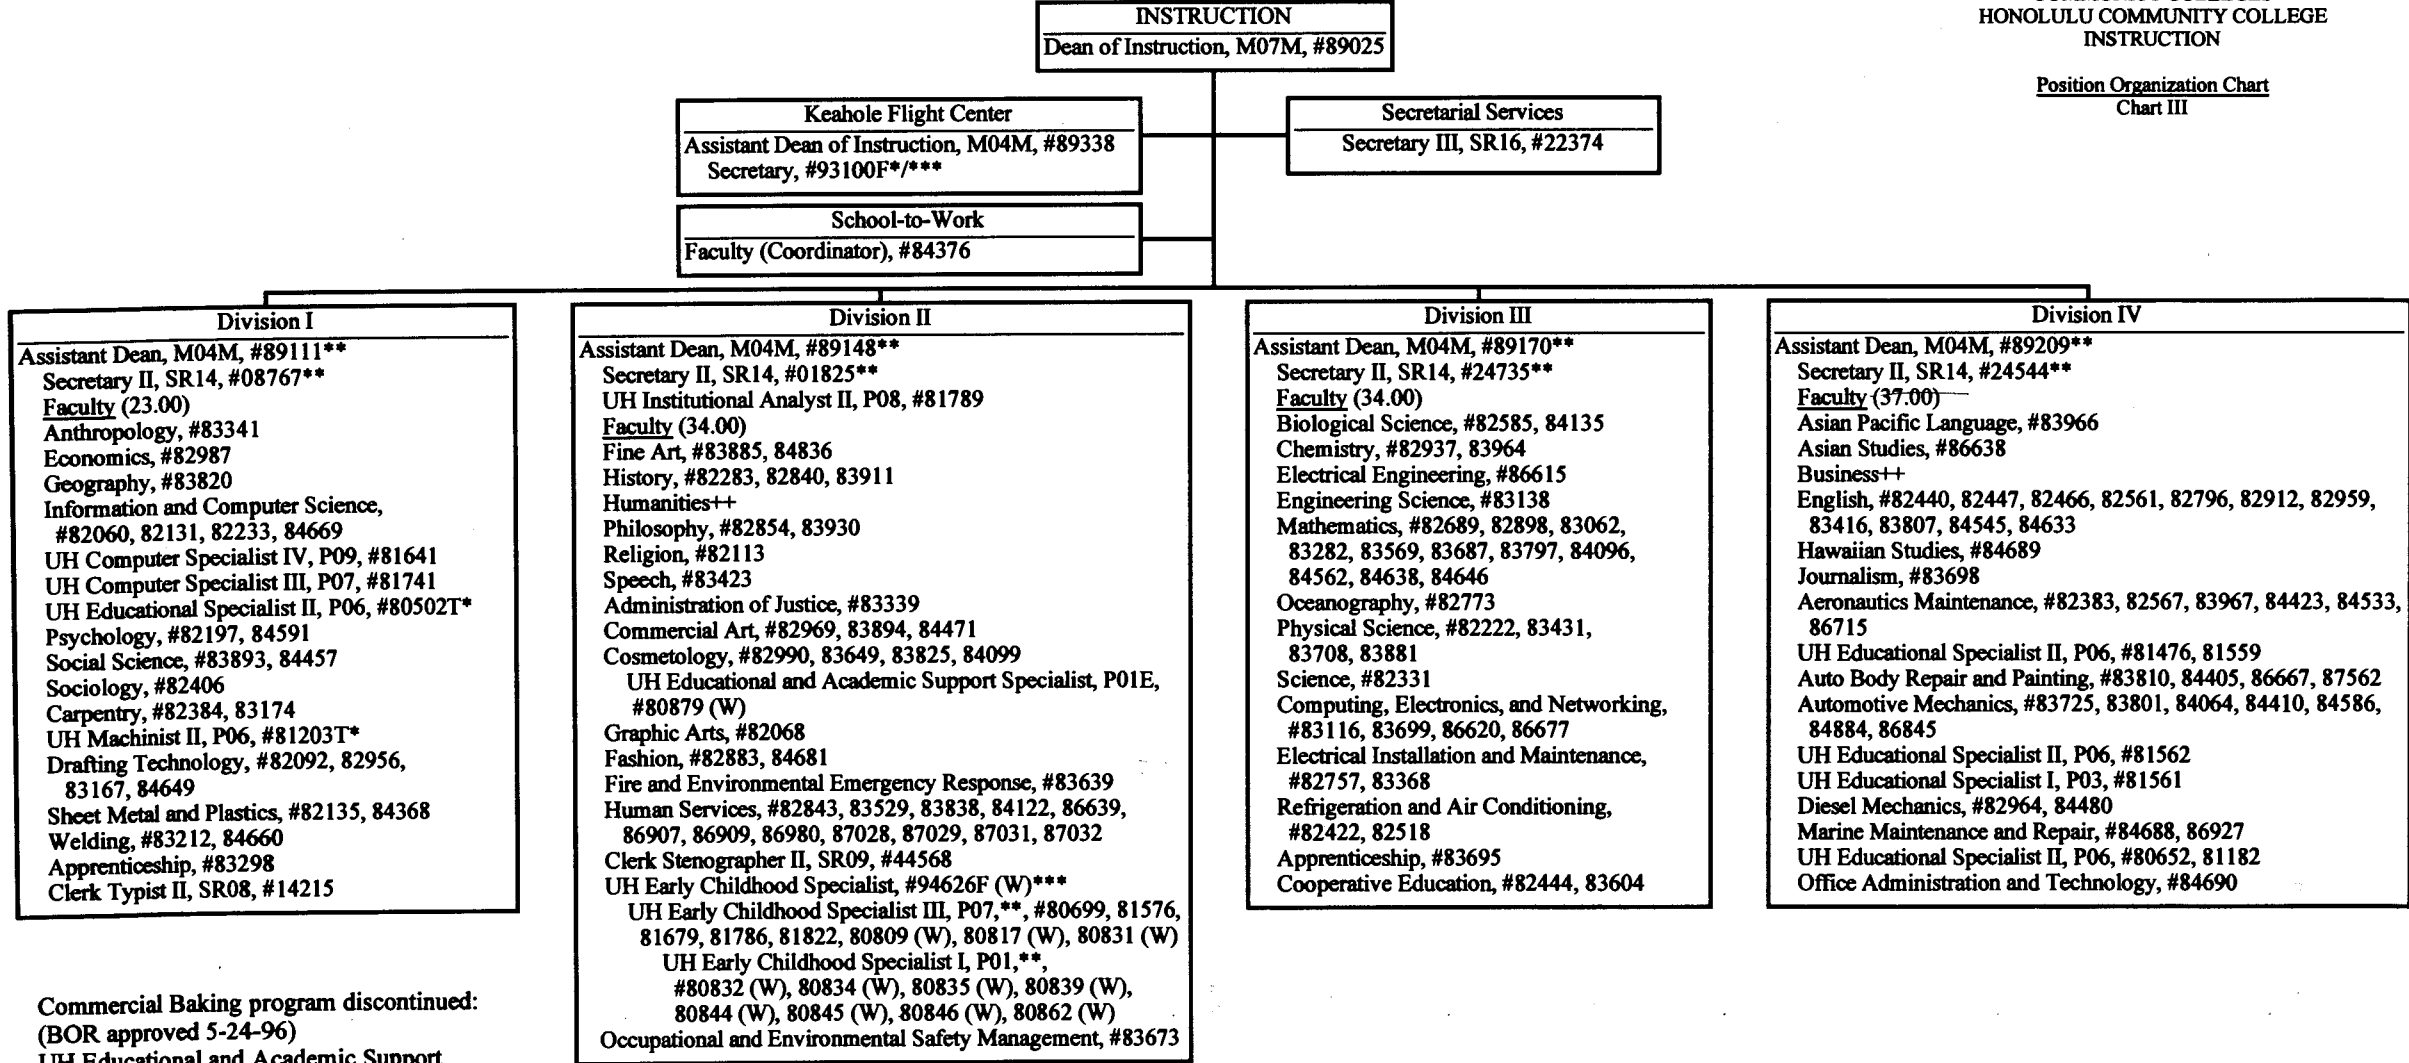 HONOLULU COMMUNITY COLLEGE
INSTRUCTION
Position Organization Chart
Chart III
INSTRUCTION
Dean of Instruction, M07M, #89025
Keahole Flight Center
Assistant Dean of Instruction, M04M, #89338
Secretary, #93100F*/***
Secretarial Services
Secretary III, SR16, #22374
School-to-Work
Faculty (Coordinator), #84376
Division I
Assistant Dean, M04M, #89111**
Secretary II, SR14, #08767**
Faculty (23.00)
Anthropology, #83341
Economics, #82987
Geography, #83820
Information and Computer Science,
#82060, 82131, 82233, 84669
UH Computer Specialist IV, P09, #81641
UH Computer Specialist III, P07, #81741
UH Educational Specialist II, P06, #80502T*
Psychology, #82197, 84591
Social Science, #83893, 84457
Sociology, #82406
Carpentry, #82384, 83174
UH Machinist II, P06, #81203T*
Drafting Technology, #82092, 82956,
83167, 84649
Sheet Metal and Plastics, #82135, 84368
Welding, #83212, 84660
Apprenticeship, #83298
Clerk Typist II, SR08, #14215
Division II
Assistant Dean, M04M, #89148**
Secretary II, SR14, #01825**
UH Institutional Analyst II, P08, #81789
Faculty (34.00)
Fine Art, #83885, 84836
History, #82283, 82840, 83911
Humanities++
Philosophy, #82854, 83930
Religion, #82113
Speech, #83423
Administration of Justice, #83339
Commercial Art, #82969, 83894, 84471
Cosmetology, #82990, 83649, 83825, 84099
UH Educational and Academic Support Specialist, P01E,
#80879 (W)
Graphic Arts, #82068
Fashion, #82883, 84681
Fire and Environmental Emergency Response, #83639
Human Services, #82843, 83529, 83838, 84122, 86639,
86907, 86909, 86980, 87028, 87029, 87031, 87032
Clerk Stenographer II, SR09, #44568
UH Early Childhood Specialist, #94626F (W)***
UH Early Childhood Specialist III, P07,**, #80699, 81576,
81679, 81786, 81822, 80809 (W), 80817 (W), 80831 (W)
UH Early Childhood Specialist I, P01,**,
#80832 (W), 80834 (W), 80835 (W), 80839 (W),
80844 (W), 80845 (W), 80846 (W), 80862 (W)
Occupational and Environmental Safety Management, #83673
Division III
Assistant Dean, M04M, #89170**
Secretary II, SR14, #24735**
Faculty (34.00)
Biological Science, #82585, 84135
Chemistry, #82937, 83964
Electrical Engineering, #86615
Engineering Science, #83138
Mathematics, #82689, 82898, 83062,
83282, 83569, 83687, 83797, 84096,
84562, 84638, 84646
Oceanography, #82773
Physical Science, #82222, 83431,
83708, 83881
Science, #82331
Computing, Electronics, and Networking,
#83116, 83699, 86620, 86677
Electrical Installation and Maintenance,
#82757, 83368
Refrigeration and Air Conditioning,
#82422, 82518
Apprenticeship, #83695
Cooperative Education, #82444, 83604
Division IV
Assistant Dean, M04M, #89209**
Secretary II, SR14, #24544**
Faculty (37.00)
Asian Pacific Language, #83966
Asian Studies, #86638
Business++
English, #82440, 82447, 82466, 82561, 82796, 82912, 82959,
83416, 83807, 84545, 84633
Hawaiian Studies, #84689
Journalism, #83698
Aeronautics Maintenance, #82383, 82567, 83967, 84423, 84533,
86715
UH Educational Specialist II, P06, #81476, 81559
Auto Body Repair and Painting, #83810, 84405, 86667, 87562
Automotive Mechanics, #83725, 83801, 84064, 84410, 84586,
84884, 86845
UH Educational Specialist II, P06, #81562
UH Educational Specialist I, P03, #81561
Diesel Mechanics, #82964, 84480
Marine Maintenance and Repair, #84688, 86927
UH Educational Specialist II, P06, #80652, 81182
Office Administration and Technology, #84690
Commercial Baking program discontinued:
(BOR approved 5-24-96)
UH Educational and Academic Support